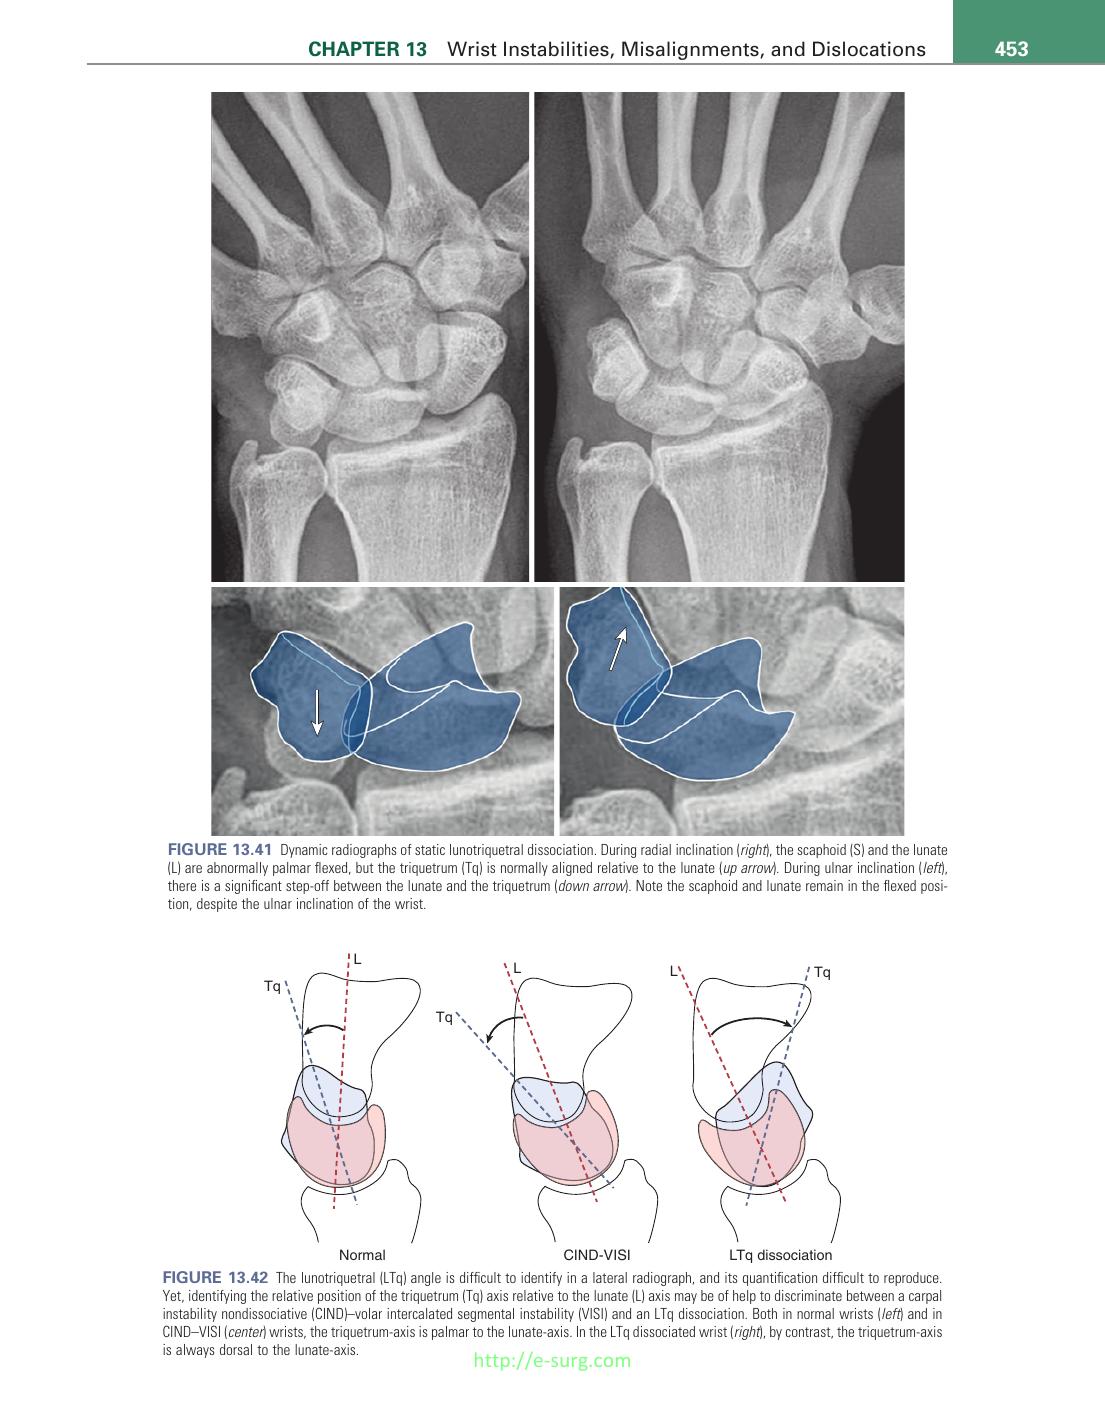 CHAPTER 13 Wrist Instabilities, Misalignments, and Dislocations 453
FIGURE 13.41 Dynamic radiographs of static lunotriquetral dissociation. During radial inclination (right), the scaphoid (S) and the lunate
(L) are abnormally palmar flexed, but the triquetrum (Tq) is normally aligned relative to the lunate (up arrow). During ulnar inclination (left),
there is a significant step-off between the lunate and the triquetrum (down arrow). Note the scaphoid and lunate remain in the flexed posi-
tion, despite the ulnar inclination of the wrist.
L
Tq
L
Tq
L
Tq
Normal
CIND-VISI
LTq dissociation
FIGURE 13.42 The lunotriquetral (LTq) angle is difficult to identify in a lateral radiograph, and its quantification difficult to reproduce.
Yet, identifying the relative position of the triquetrum (Tq) axis relative to the lunate (L) axis may be of help to discriminate between a carpal
instability nondissociative (CIND)–volar intercalated segmental instability (VISI) and an LTq dissociation. Both in normal wrists (left) and in
CIND–VISI (center) wrists, the triquetrum-axis is palmar to the lunate-axis. In the LTq dissociated wrist (right), by contrast, the triquetrum-axis
is always dorsal to the lunate-axis.
http://e-surg.com